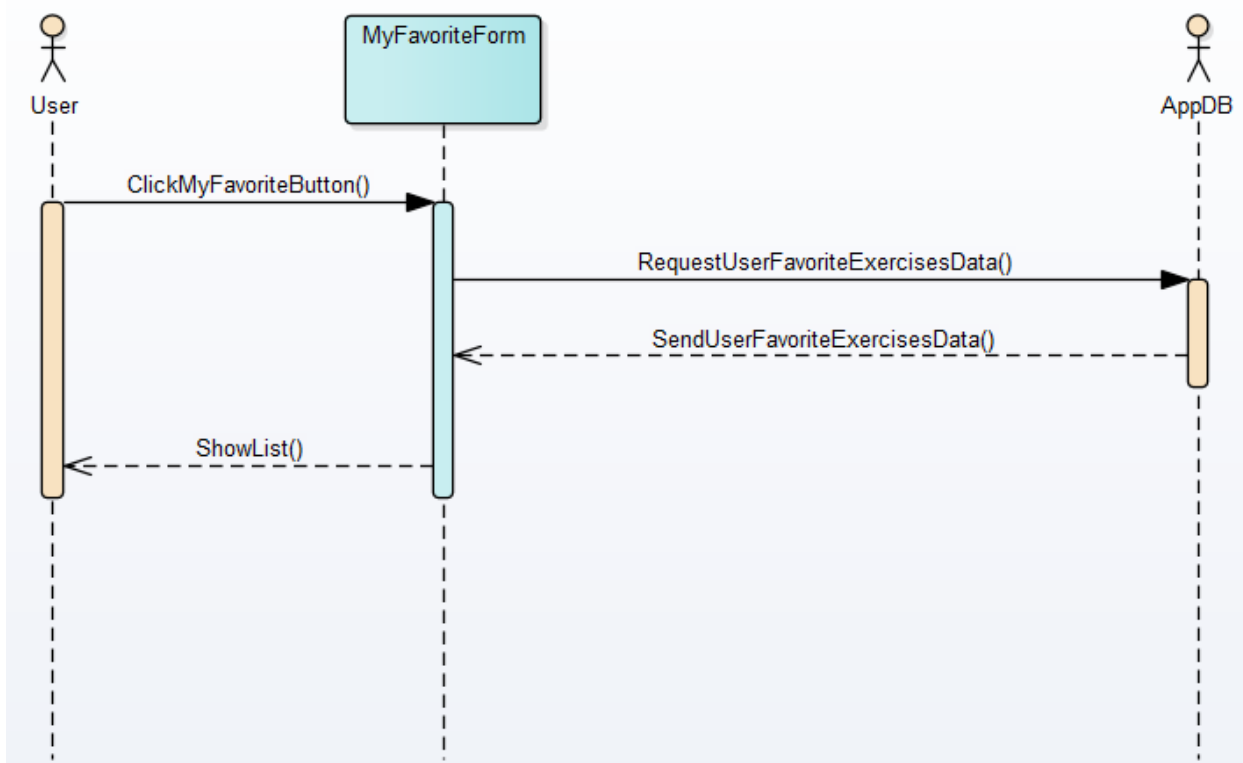 MyFavoriteForm
User
AppDB
ClickMyFavoriteButton()
RequestUserFavoriteExercisesData()
SendUserFavoriteExercisesData()
ShowList()